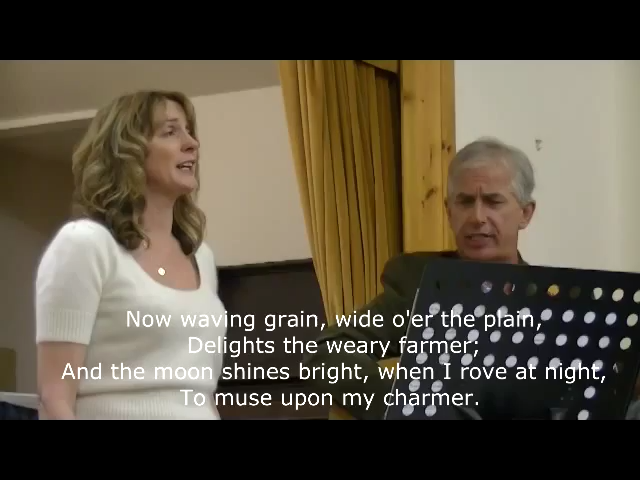 Now waving grain, wide o'er the plain,
Delights the weary farmer;
And the moon shines bright, when I rove at night,
To muse upon my charmer.